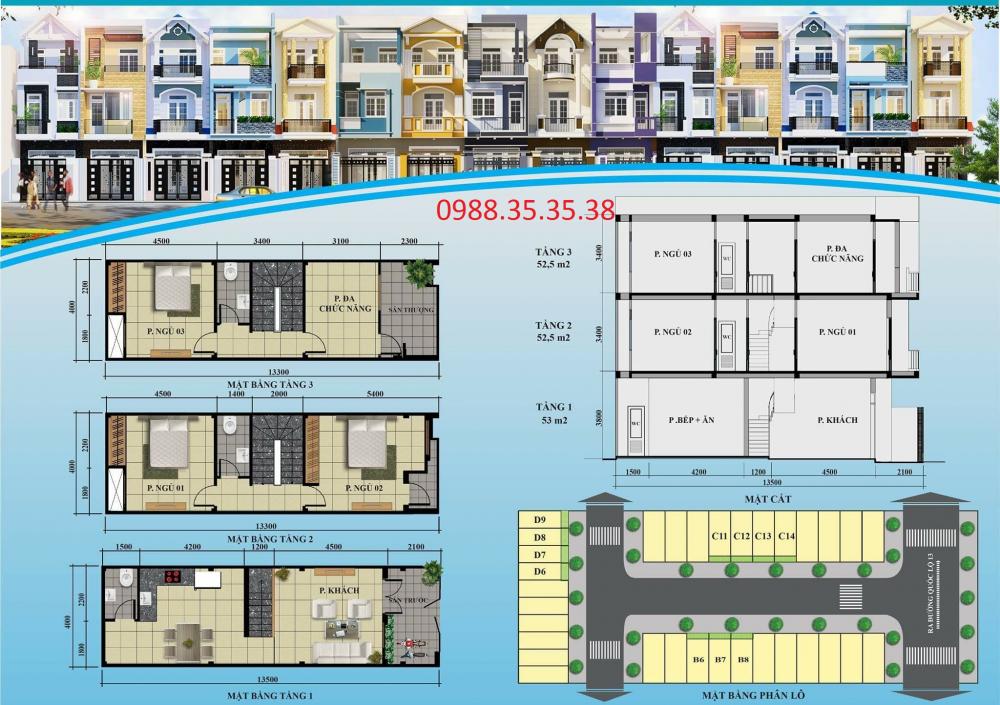 0988.35.35.38
4500 3400 3100 2300
4000
2200
1800
P. NGỦ 03
P. ĐA
CHỨC NĂNG
SÂN THƯỢNG
13300
MẶT BẰNG TẦNG 3
4500 1400 2000 5400
4000
2200
1800
P. NGỦ 01
P. NGỦ 02
13300
MẶT BẰNG TẦNG 2
1500 4200 1200 4500 2100
4000
2200
1800
P. KHÁCH
SÂN TRƯỚC
13500
MẶT BẰNG TẦNG 1
TẦNG 3
52,5 m2
3400
P. NGỦ 03
WC
P. ĐA
CHỨC NĂNG
TẦNG 2
52,5 m2
3400
P. NGỦ 02
WC
P. NGỦ 01
TẦNG 1
53 m2
3800
WC
P .BẾP + ĂN
P. KHÁCH
1500 4200 1200 4500 2100
13500
MẶT CẮT
D9
D8
D7
D6
C11 C12 C13 C14
RA ĐƯỜNG QUỐC LỘ 13
B6 B7 B8
MẶT BẰNG PHÂN LÔ